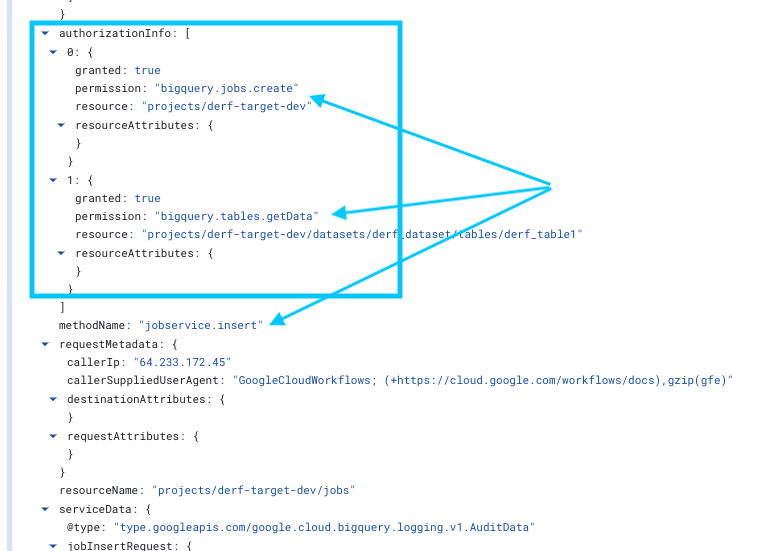 }
authorizationInfo: [
0: {
granted: true
permission: "bigquery.jobs.create"
resource: "projects/derf-target-dev"
resourceAttributes: {
}
}
1: {
granted: true
permission: "bigquery.tables.getData"
resource: "projects/derf-target-dev/datasets/derf_dataset/tables/derf_table1"
resourceAttributes: {
}
}
]
methodName: "jobservice.insert"
requestMetadata: {
callerIp: "64.233.172.45"
callerSuppliedUserAgent: "GoogleCloudWorkflows; (+https://cloud.google.com/workflows/docs),gzip(gfe)"
destinationAttributes: {
}
requestAttributes: {
}
}
resourceName: "projects/derf-target-dev/jobs"
serviceData: {
@type: "type.googleapis.com/google.cloud.bigquery.logging.v1.AuditData"
jobInsertRequest: {